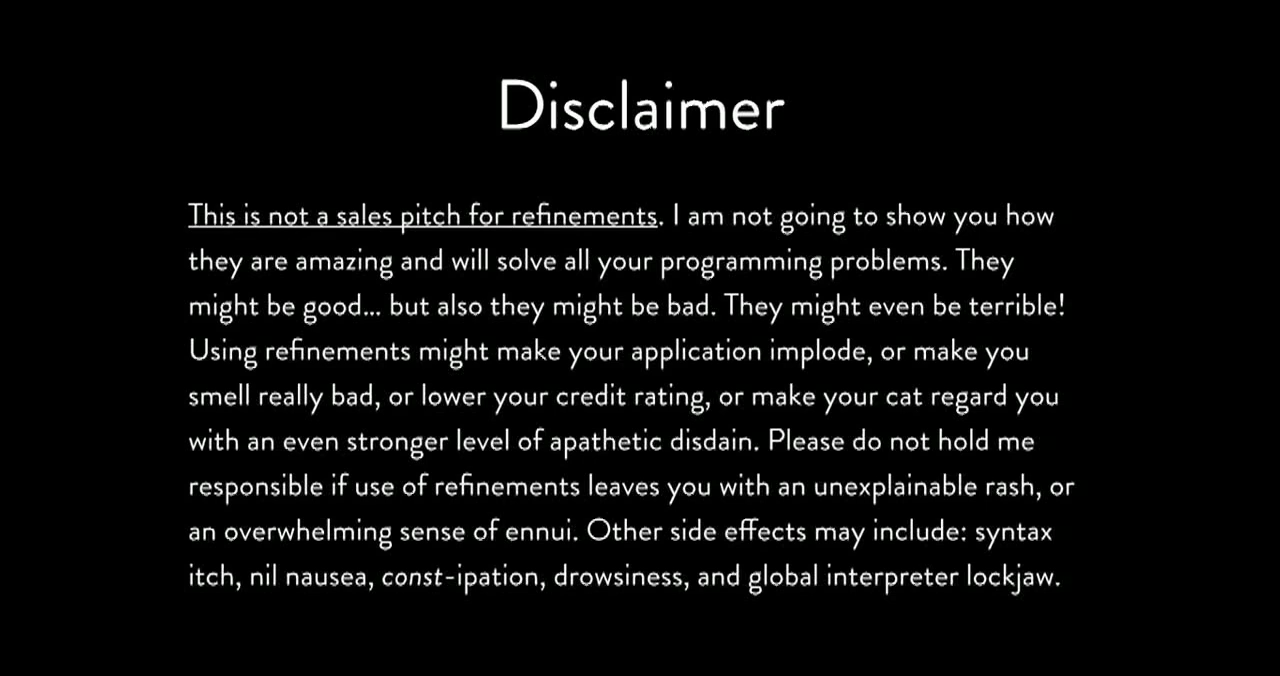 Disclaimer
This is not a sales pitch for refinements. I am not going to show you how
they are amazing and will solve all your programming problems. They
might be good... but also they might be bad. They might even be terrible!
Using refinements might make your application implode, or make you
smell really bad, or lower your credit rating, or make your cat regard you
with an even stronger level of apathetic disdain. Please do not hold me
responsible if use of refinements leaves you with an unexplainable rash, or
an overwhelming sense of ennui. Other side effects may include: syntax
itch, nil nausea, const-ipation, drowsiness, and global interpreter lockjaw.